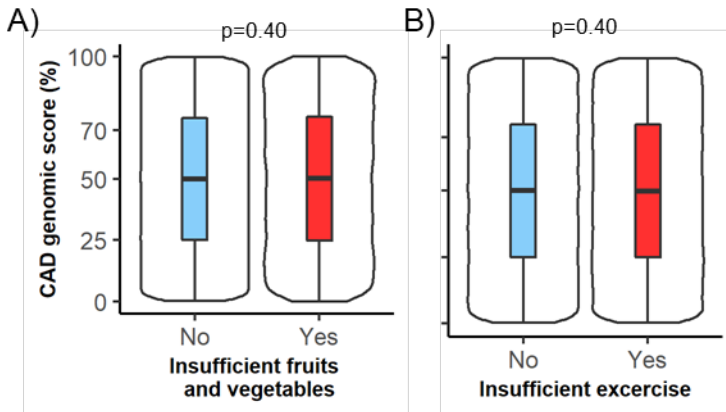 A)
p=0.40
CAD genomic score (%)
100
70
50
25
0
No Yes
Insufficient fruits
and vegetables
B)
p=0.40
No Yes
Insufficient excercise